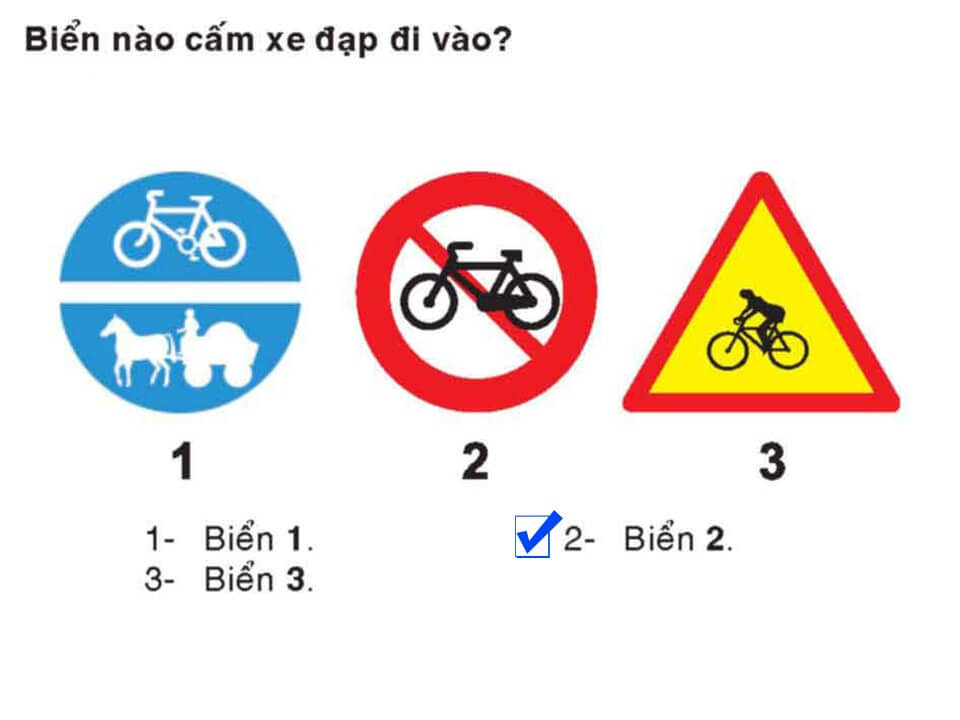 Biển nào cấm xe đạp đi vào?
1 2 3
1- Biển 1. 2- Biển 2.
3- Biển 3.